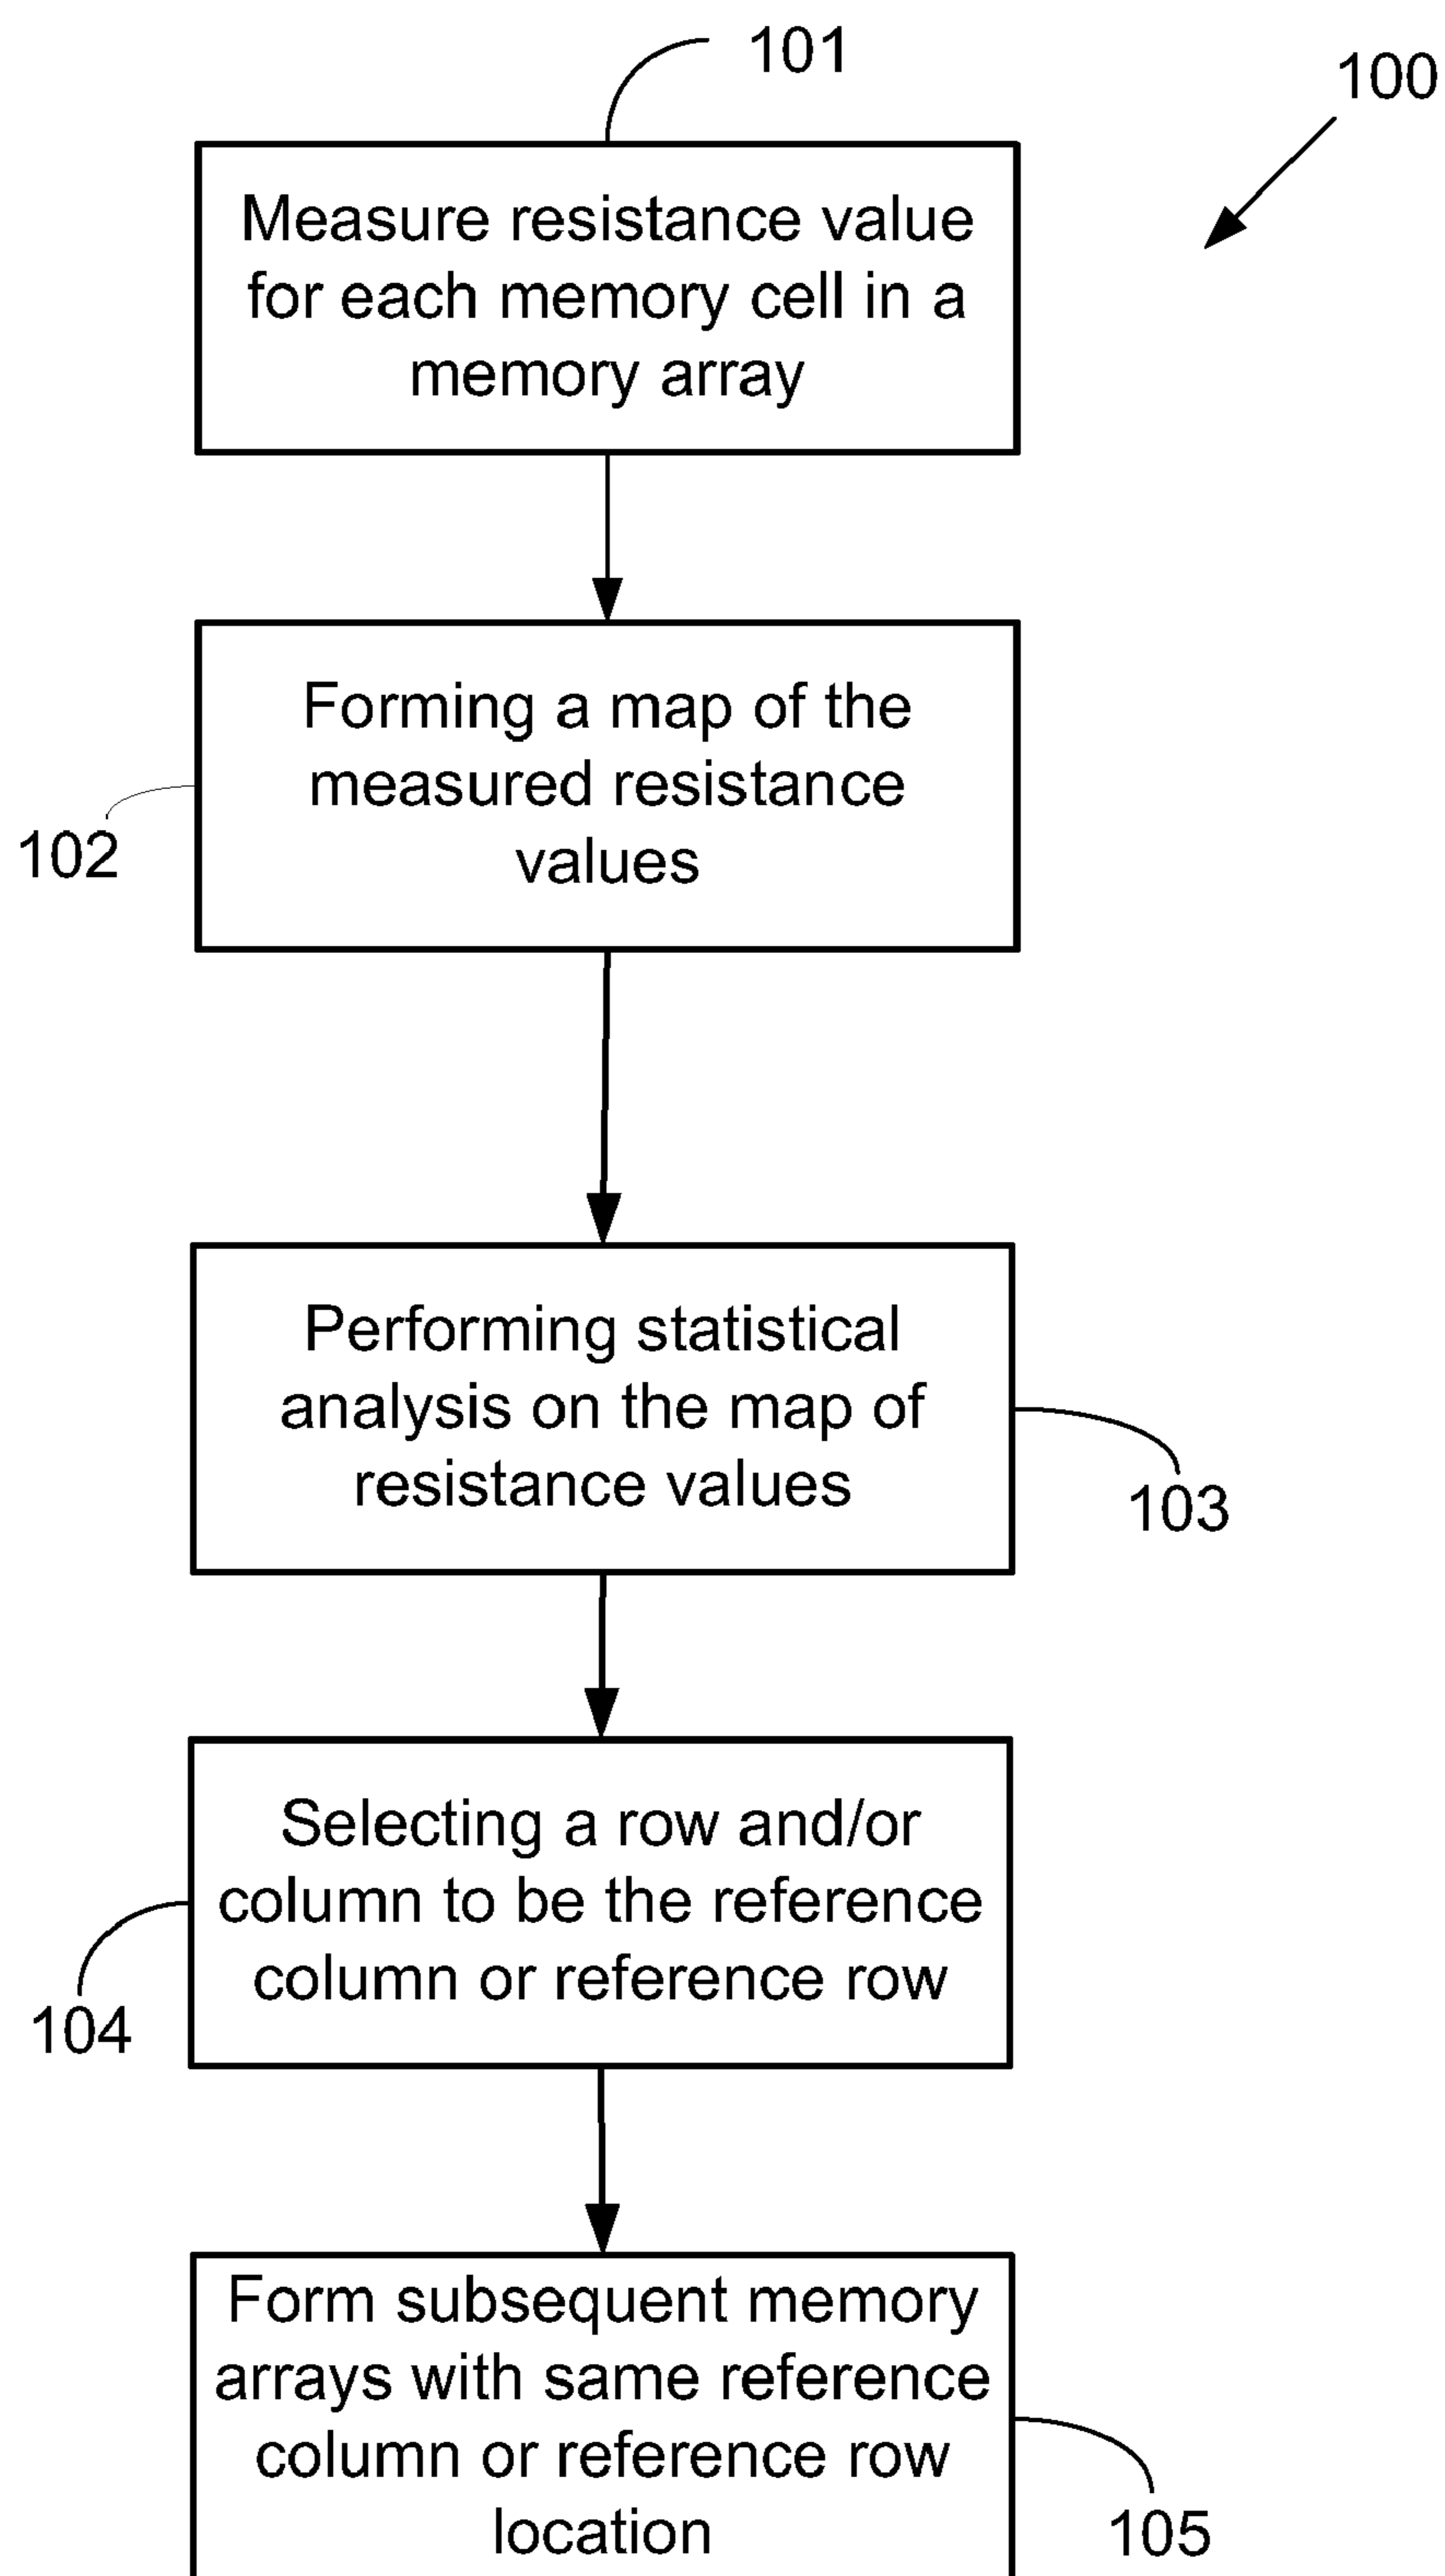 101
100
Measure resistance value
for each memory cell in a
memory array
Forming a map of the
measured resistance
values
102
Performing statistical
analysis on the map of
resistance values
103
Selecting a row and/or
column to be the reference
column or reference row
104
Form subsequent memory
arrays with same reference
column or reference row
location
105